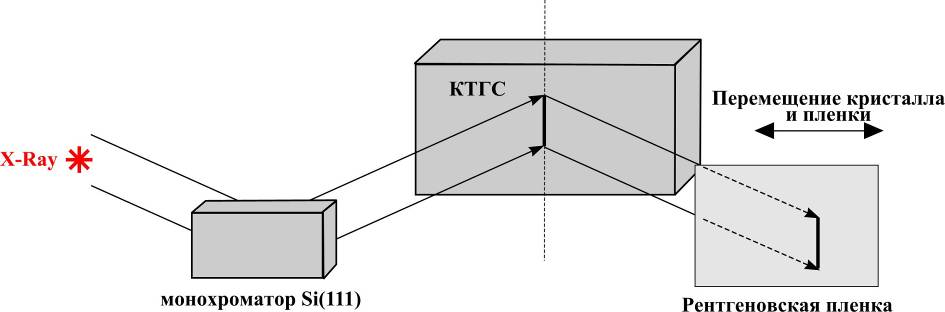 КТГС
Перемещение кристалла
и пленки
X-Ray
монохроматор Si(111)
Рентгеновская пленка